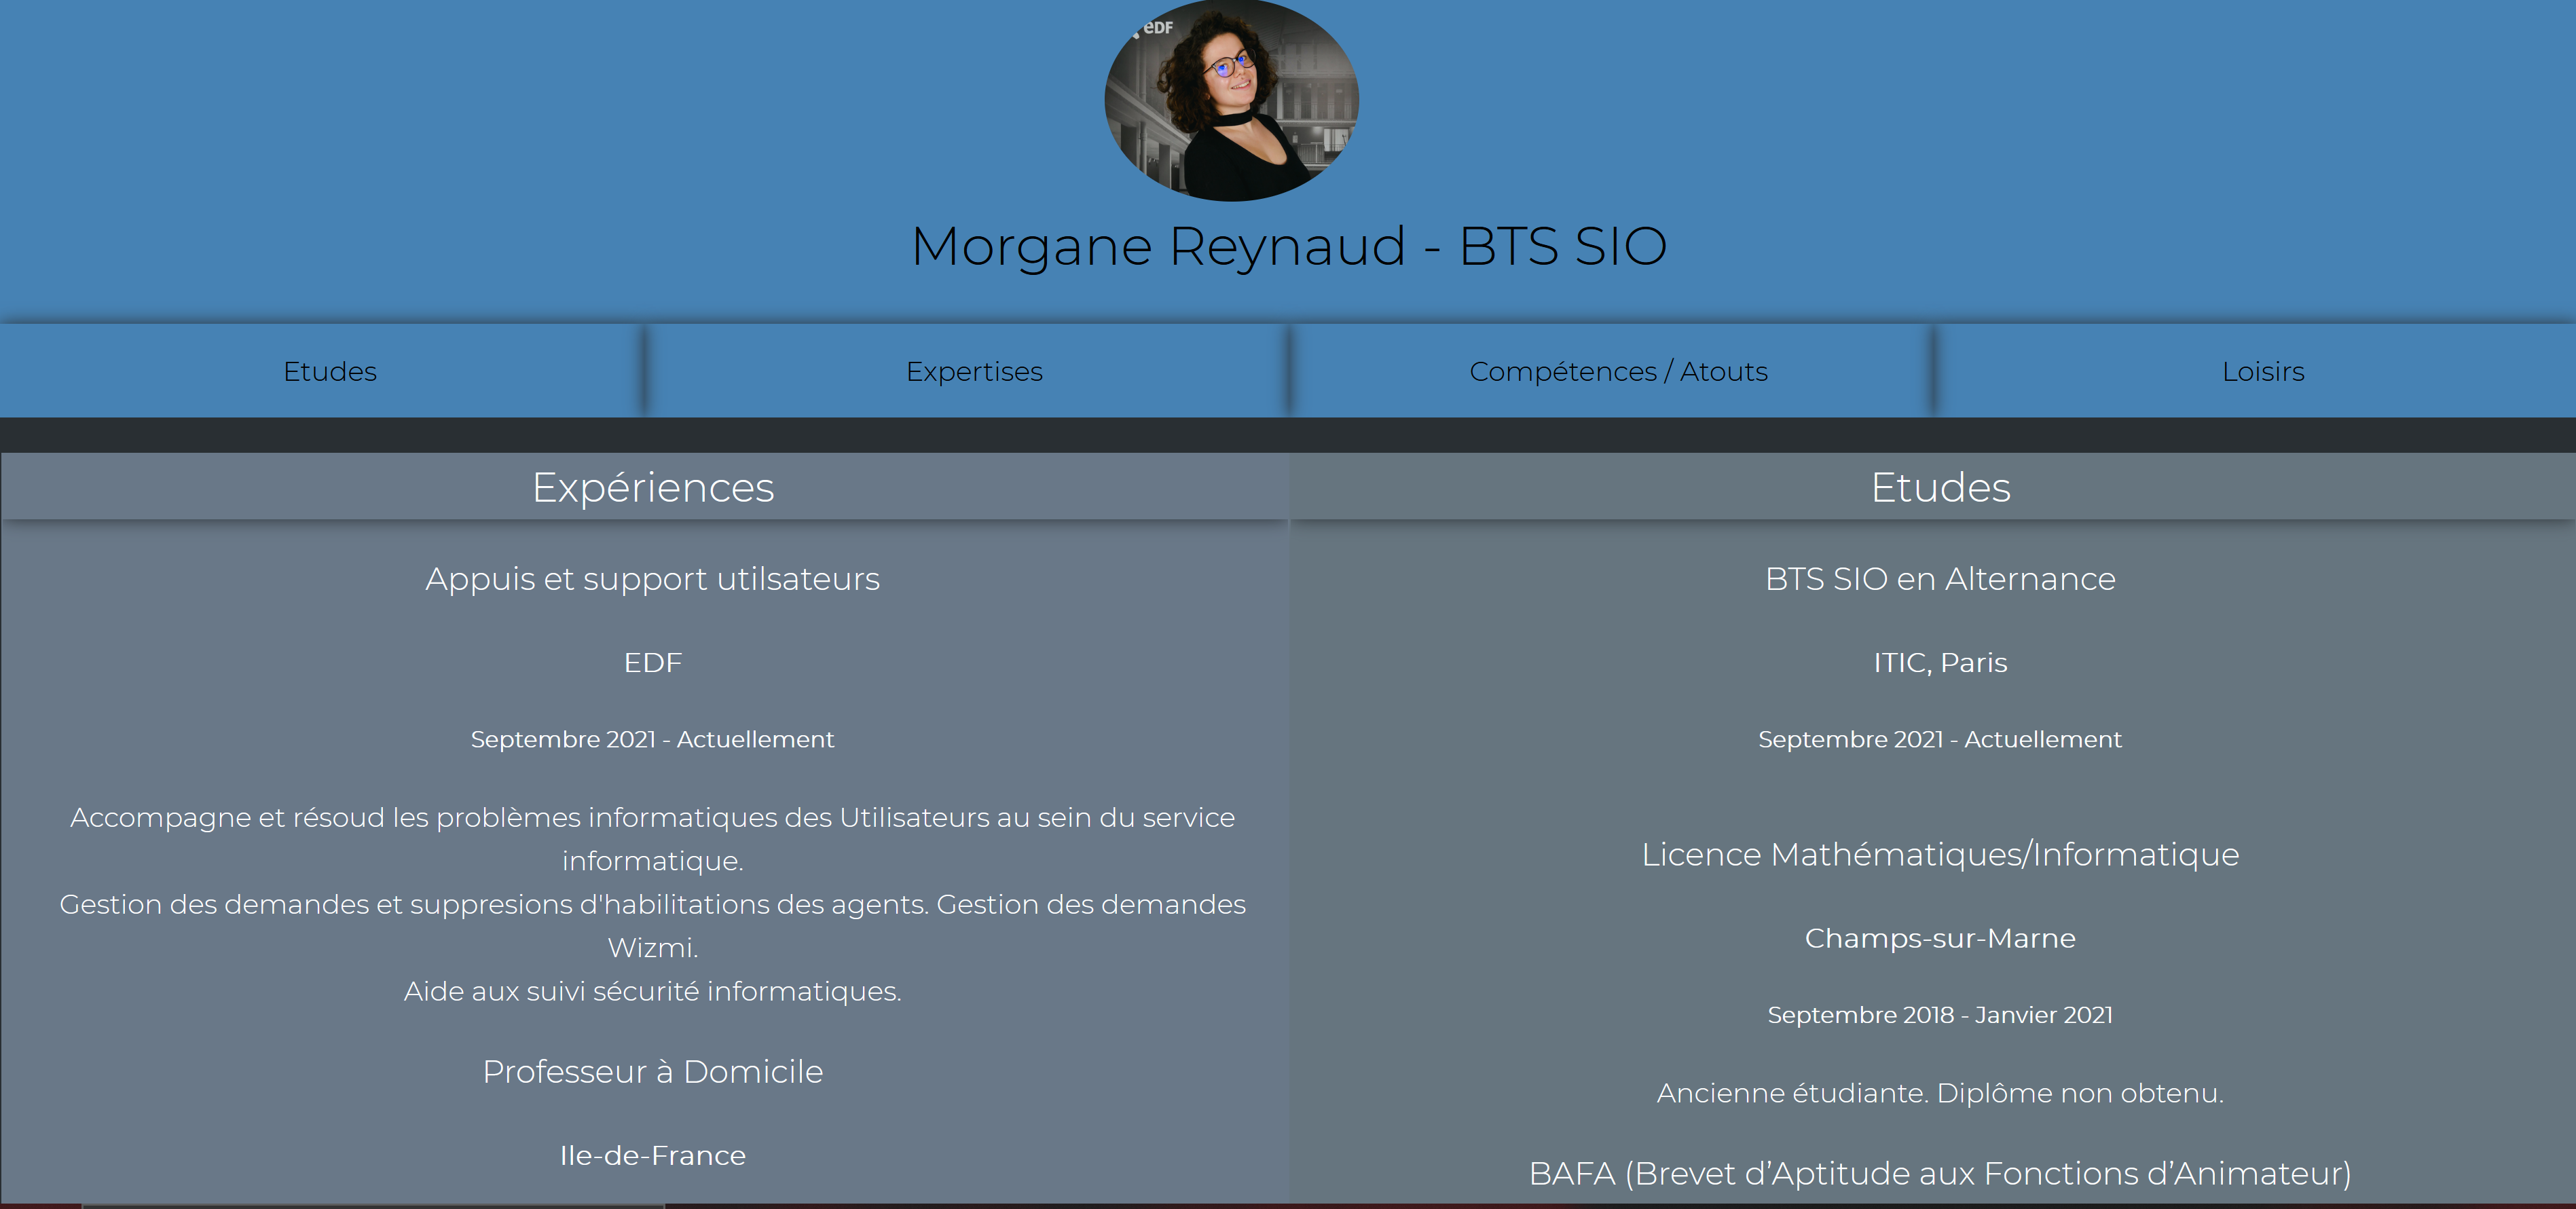 eDF
Morgane Reynaud - BTS SIO
Etudes
Expertises
Compétences / Atouts
Loisirs
Expériences
Appuis et support utilsateurs
EDF
Septembre 2021 - Actuellement
Accompagne et résoud les problèmes informatiques des Utilisateurs au sein du service
informatique.
Gestion des demandes et suppresions d'habilitations des agents. Gestion des demandes
Wizmi.
Aide aux suivi sécurité informatiques.
Professeur à Domicile
Ile-de-France
Etudes
BTS SIO en Alternance
ITIC, Paris
Septembre 2021 - Actuellement
Licence Mathématiques/Informatique
Champs-sur-Marne
Septembre 2018 - Janvier 2021
Ancienne étudiante. Diplôme non obtenu.
BAFA (Brevet d’Aptitude aux Fonctions d’Animateur)